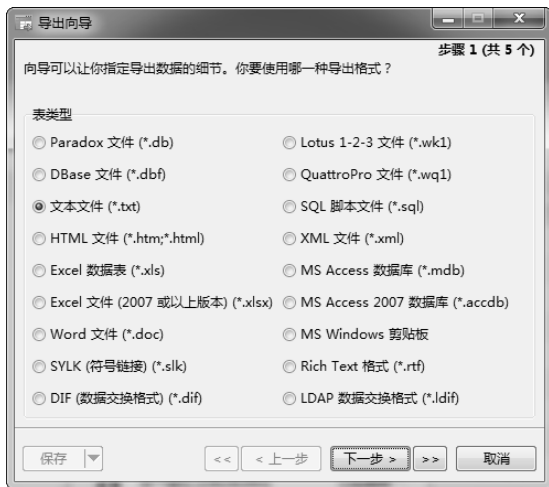 导出向导
步骤 1 (共 5 个)
向导可以让你指定导出数据的细节。你要使用哪一种导出格式？
表类型
Paradox 文件 (*.db)
Lotus 1-2-3 文件 (*.wk1)
DBase 文件 (*.dbf)
QuattroPro 文件 (*.wq1)
文本文件 (*.txt)
SQL 脚本文件 (*.sql)
HTML 文件 (*.htm;*.html)
XML 文件 (*.xml)
Excel 数据表 (*.xls)
MS Access 数据库 (*.mdb)
Excel 文件 (2007 或以上版本) (*.xlsx)
MS Access 2007 数据库 (*.accdb)
Word 文件 (*.doc)
MS Windows 剪贴板
SYLK (符号链接) (*.slk)
Rich Text 格式 (*.rtf)
DIF (数据交换格式) (*.dif)
LDAP 数据交换格式 (*.ldif)
保存 << < 上一步 下一步 > >> 取消